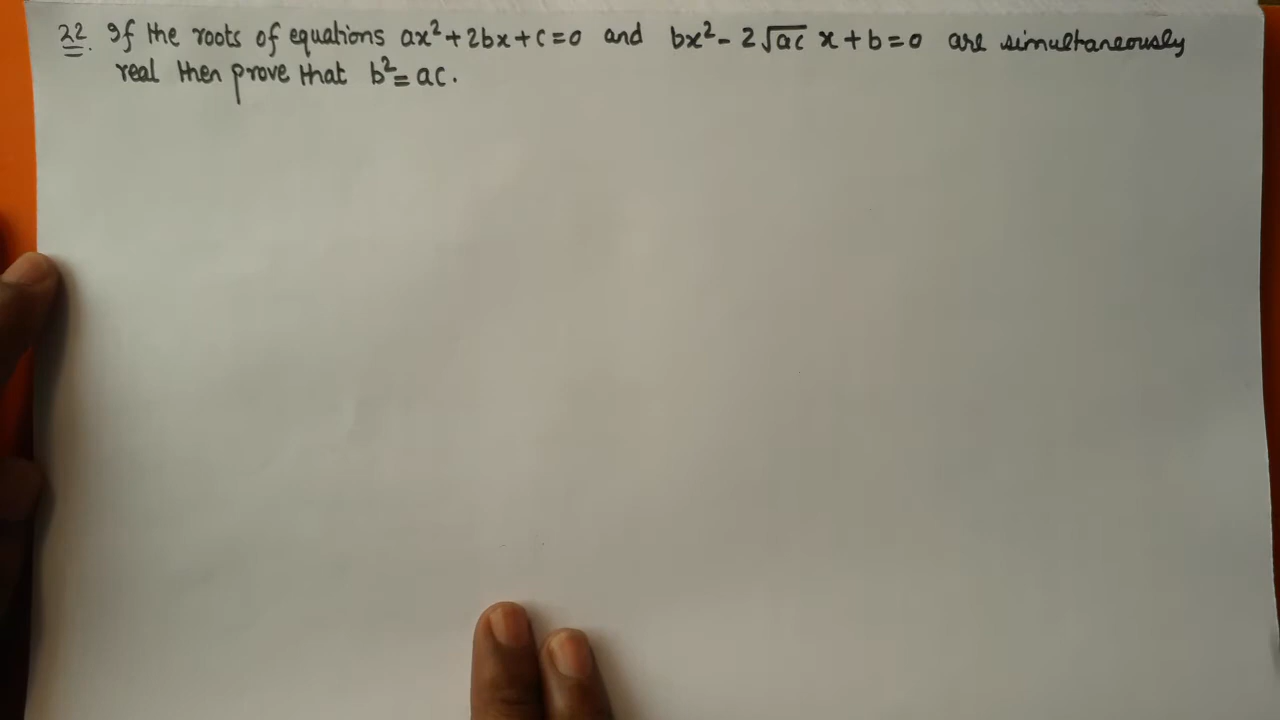 22. If the roots of equations ax²+2bx+c=0 and bx²-2√ac x+b=0 are simultaneously
real then prove that b²=ac.